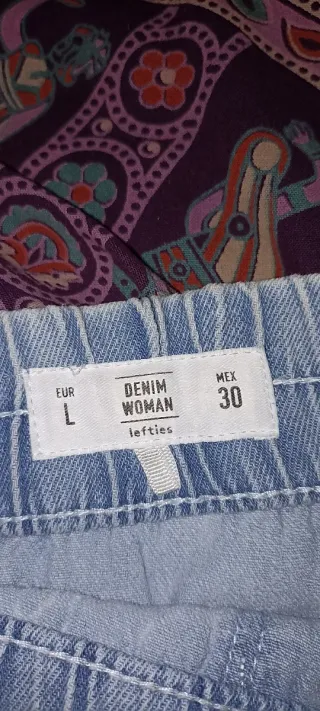 EUR
L
DENIM
WOMAN
lefties
MEX
30